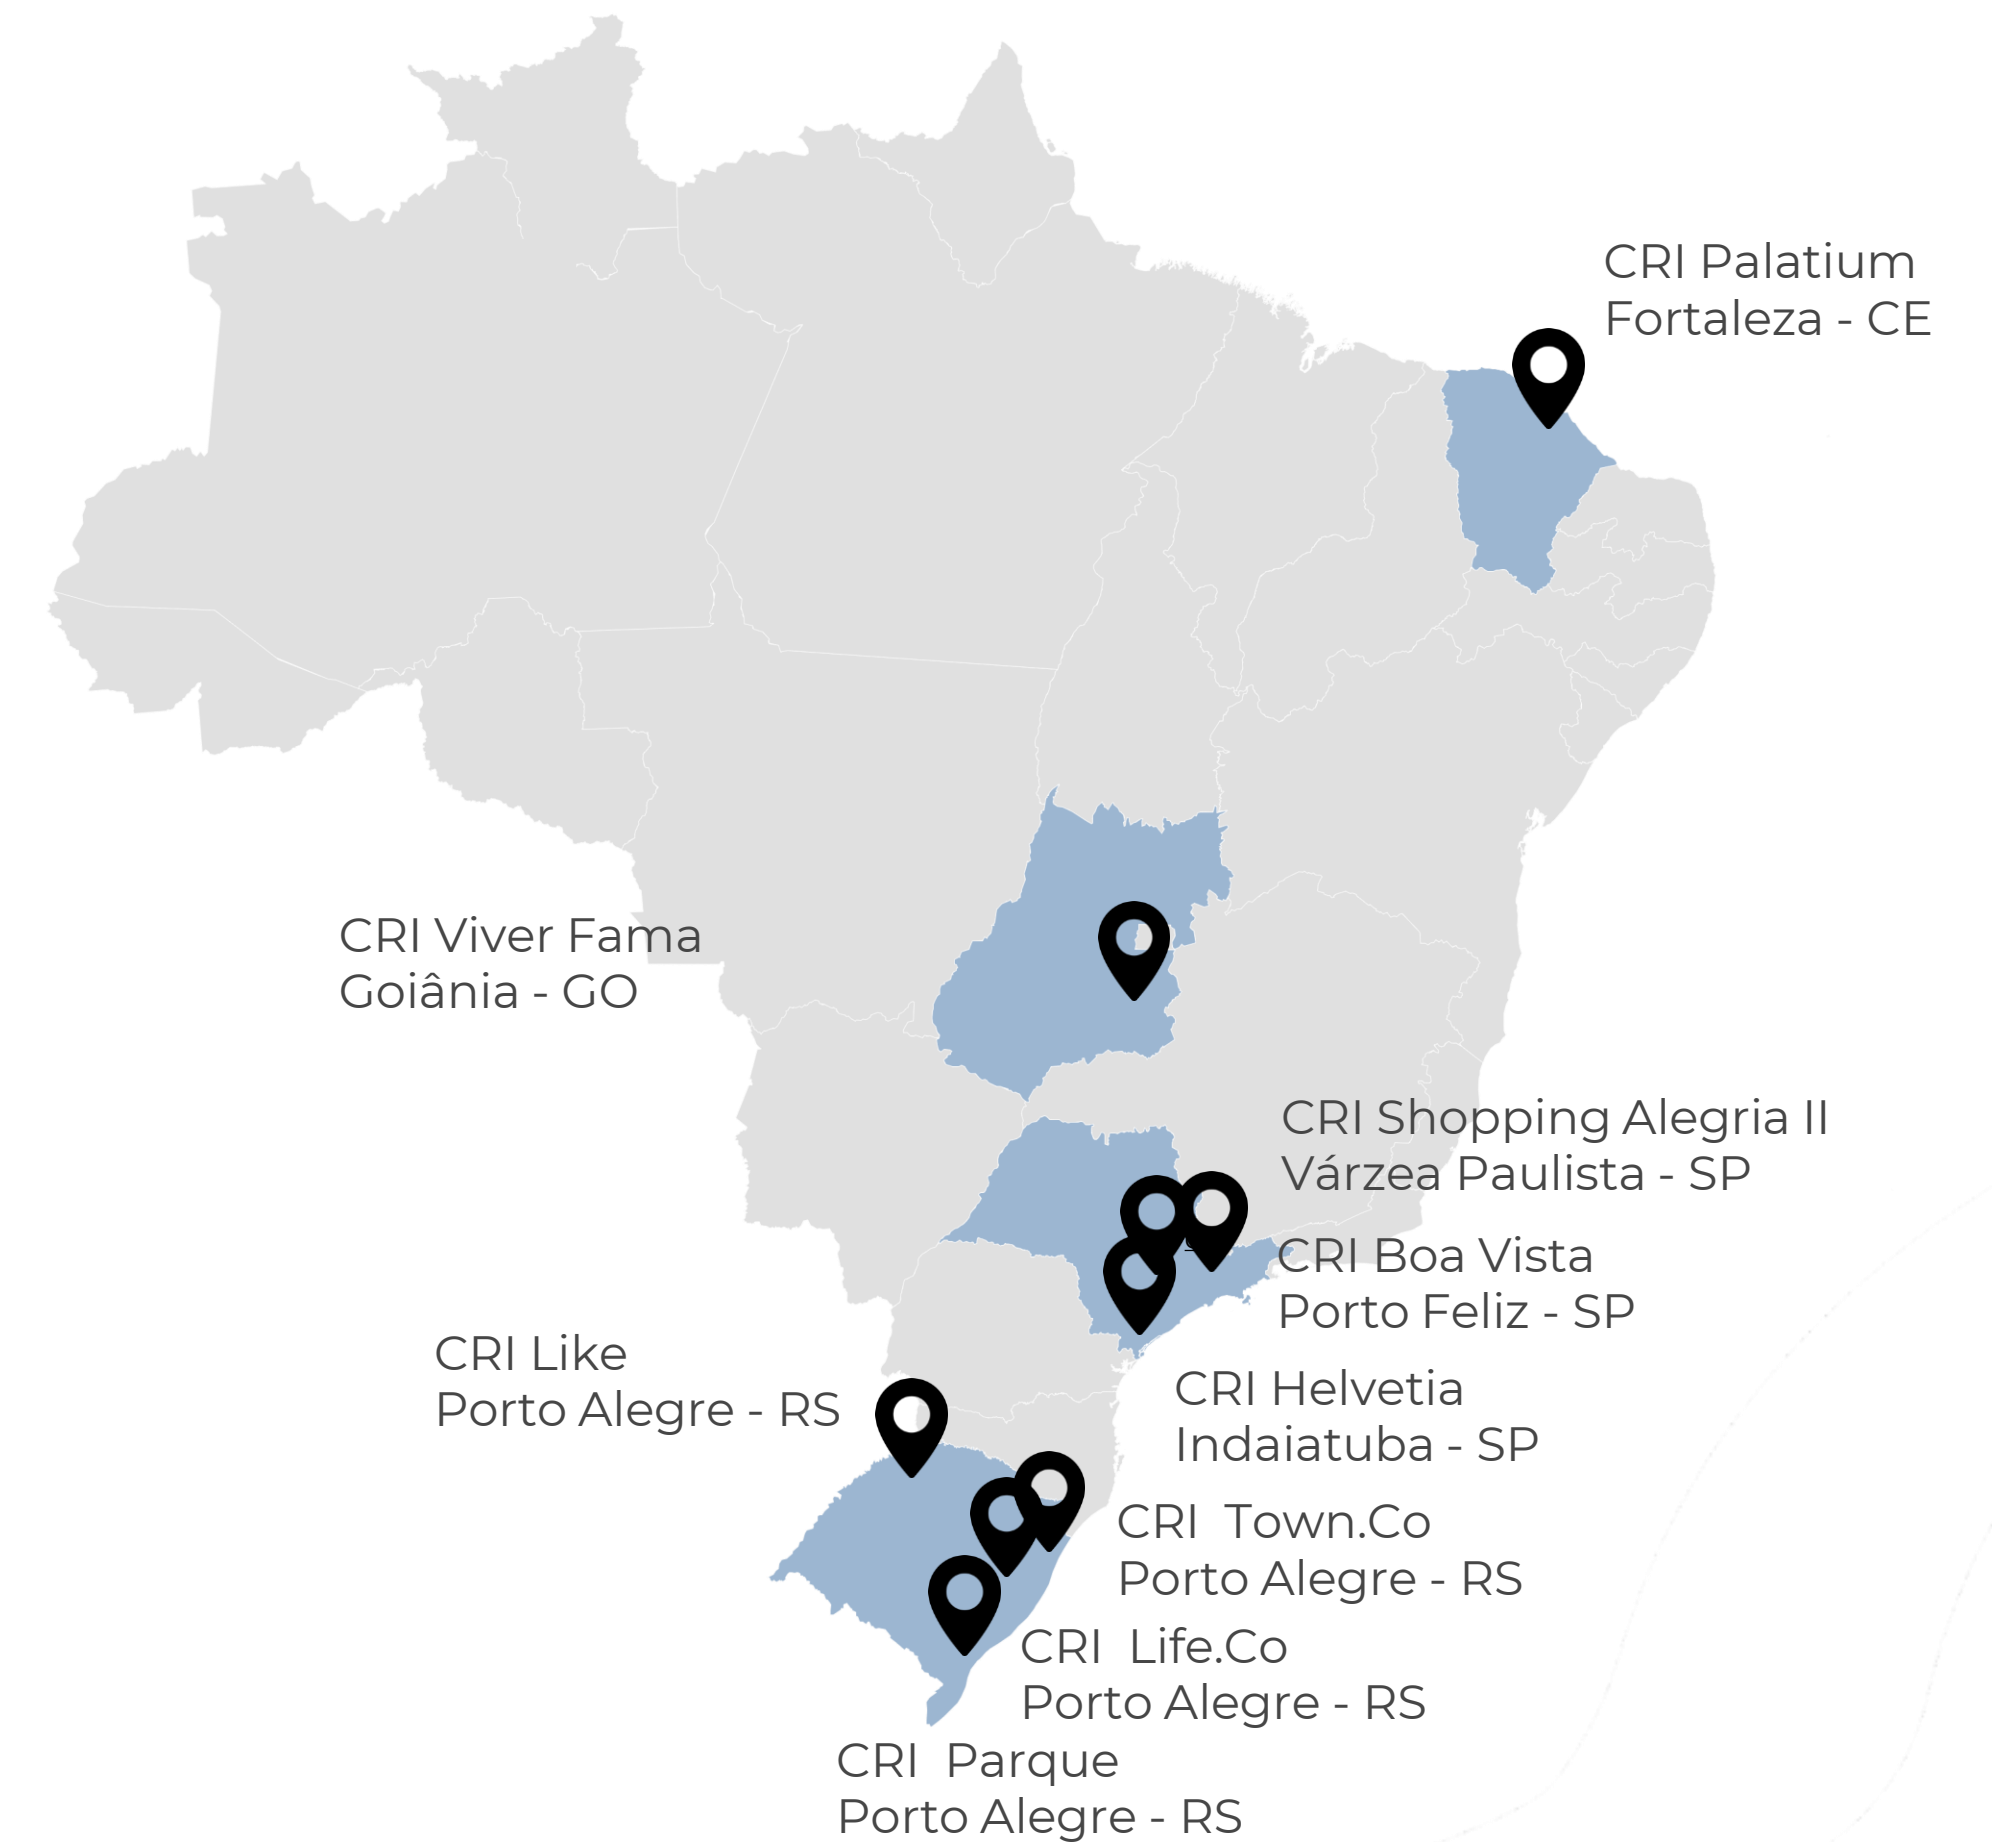 CRI Palatium
Fortaleza - CE
CRI Viver Fama
Goiânia - GO
CRI Shopping Alegria II
Várzea Paulista - SP
CRI Boa Vista
Porto Feliz - SP
CRI Like
Porto Alegre - RS
CRI Helvetia
Indaiatuba - SP
CRI Town.Co
Porto Alegre - RS
CRI Life.Co
Porto Alegre - RS
CRI Parque
Porto Alegre - RS